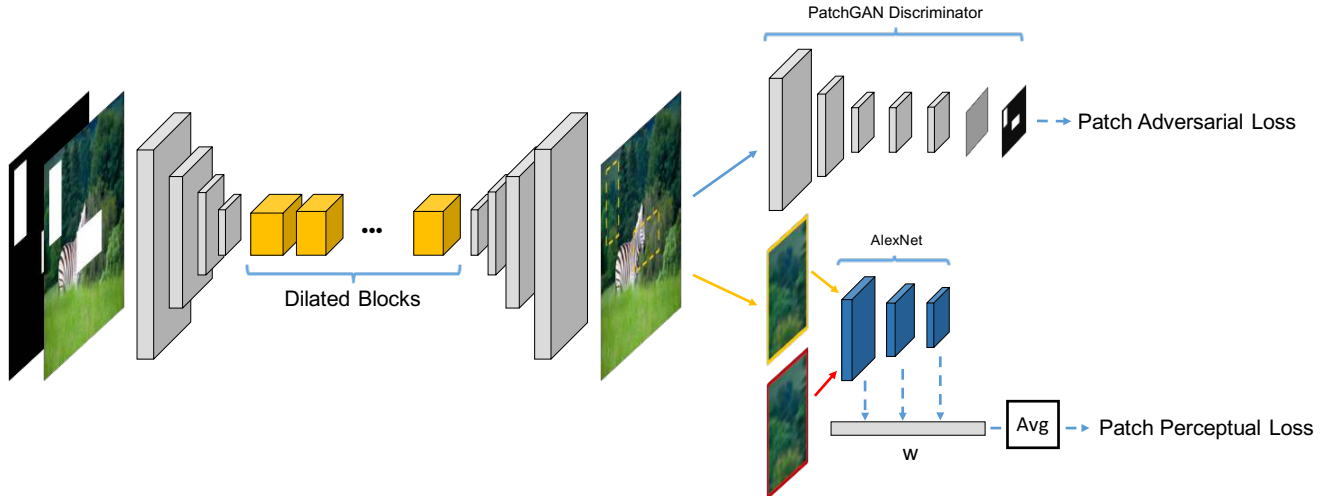 PatchGAN Discriminator
Patch Adversarial Loss
AlexNet
Dilated Blocks
•••
Avg
Patch Perceptual Loss
w